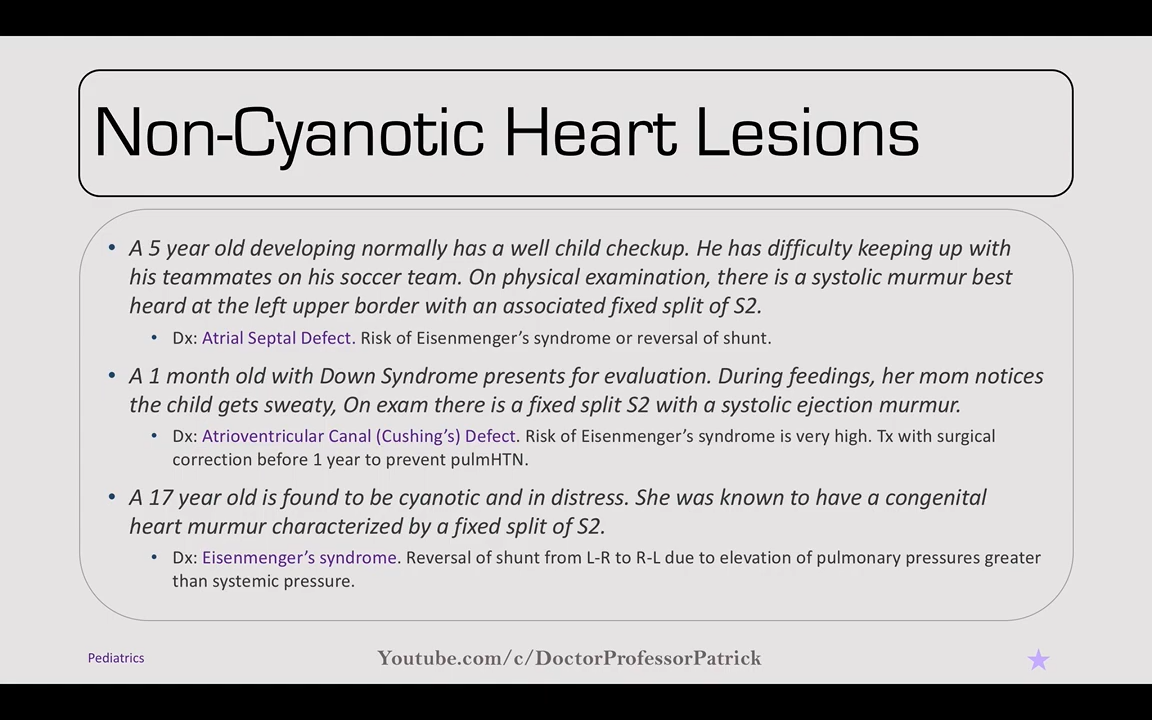 Non-Cyanotic Heart Lesions
• A 5 year old developing normally has a well child checkup. He has difficulty keeping up with
his teammates on his soccer team. On physical examination, there is a systolic murmur best
heard at the left upper border with an associated fixed split of S2.
• Dx: Atrial Septal Defect. Risk of Eisenmenger’s syndrome or reversal of shunt.
• A 1 month old with Down Syndrome presents for evaluation. During feedings, her mom notices
the child gets sweaty, On exam there is a fixed split S2 with a systolic ejection murmur.
• Dx: Atrioventricular Canal (Cushing’s) Defect. Risk of Eisenmenger’s syndrome is very high. Tx with surgical
correction before 1 year to prevent pulmHTN.
• A 17 year old is found to be cyanotic and in distress. She was known to have a congenital
heart murmur characterized by a fixed split of S2.
• Dx: Eisenmenger’s syndrome. Reversal of shunt from L-R to R-L due to elevation of pulmonary pressures greater
than systemic pressure.
Pediatrics
Youtube.com/c/DoctorProfessorPatrick